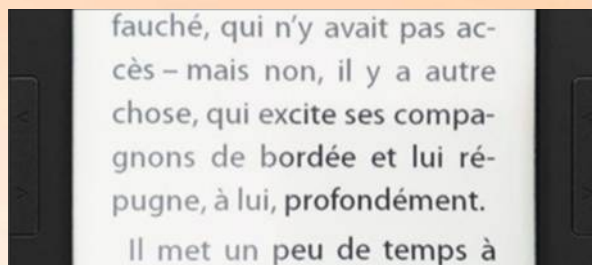 fauché, qui n'y avait pas ac-
cès – mais non, il y a autre
chose, qui excite ses compa-
gnons de bordée et lui ré-
pugne, à lui, profondément.
Il met un peu de temps à